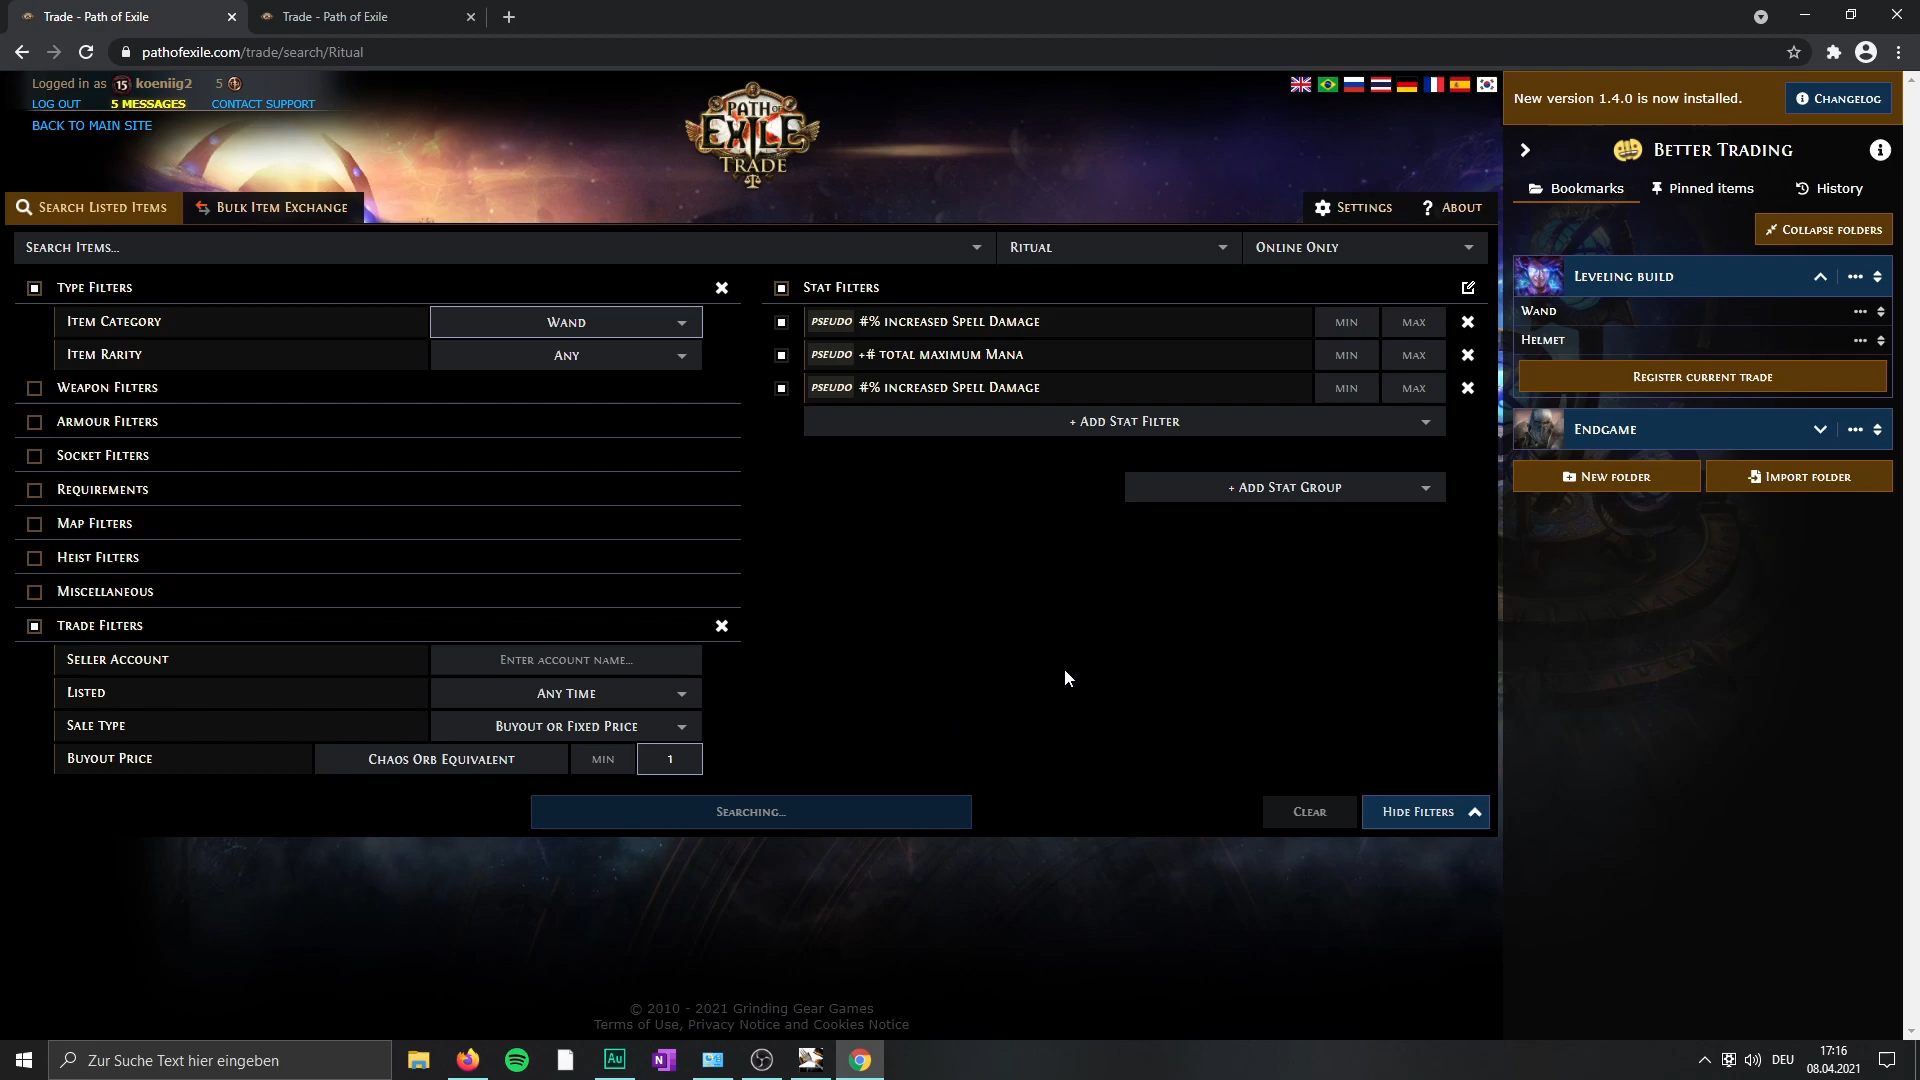 Trade - Path of Exile
Trade - Path of Exile
pathofexile.com/trade/search/Ritual
Logged in as 15 koeniig2 5
LOG OUT 5 MESSAGES CONTACT SUPPORT
BACK TO MAIN SITE
PATH OF
EXILE
TRADE
New version 1.4.0 is now installed.
Changelog
Better Trading
Bookmarks Pinned items History
Collapse folders
Leveling build
Wand
Helmet
Register current trade
Endgame
New folder Import folder
Search Listed Items Bulk Item Exchange
Settings ? About
Search Items... Ritual Online Only
Type Filters
Item Category Wand
Item Rarity Any
Weapon Filters
Armour Filters
Socket Filters
Requirements
Map Filters
Heist Filters
Miscellaneous
Trade Filters
Seller Account Enter account name...
Listed Any Time
Sale Type Buyout or Fixed Price
Buyout Price Chaos Orb Equivalent min 1
Stat Filters
pseudo #% increased Spell Damage min max
pseudo +# total maximum Mana min max
pseudo #% increased Spell Damage min max
+ Add Stat Filter
+ Add Stat Group
Searching...
Clear Hide Filters
© 2010 - 2021 Grinding Gear Games
Terms of Use, Privacy Notice and Cookies Notice
Zur Suche Text hier eingeben
Au
N
DEU
17:16
08.04.2021